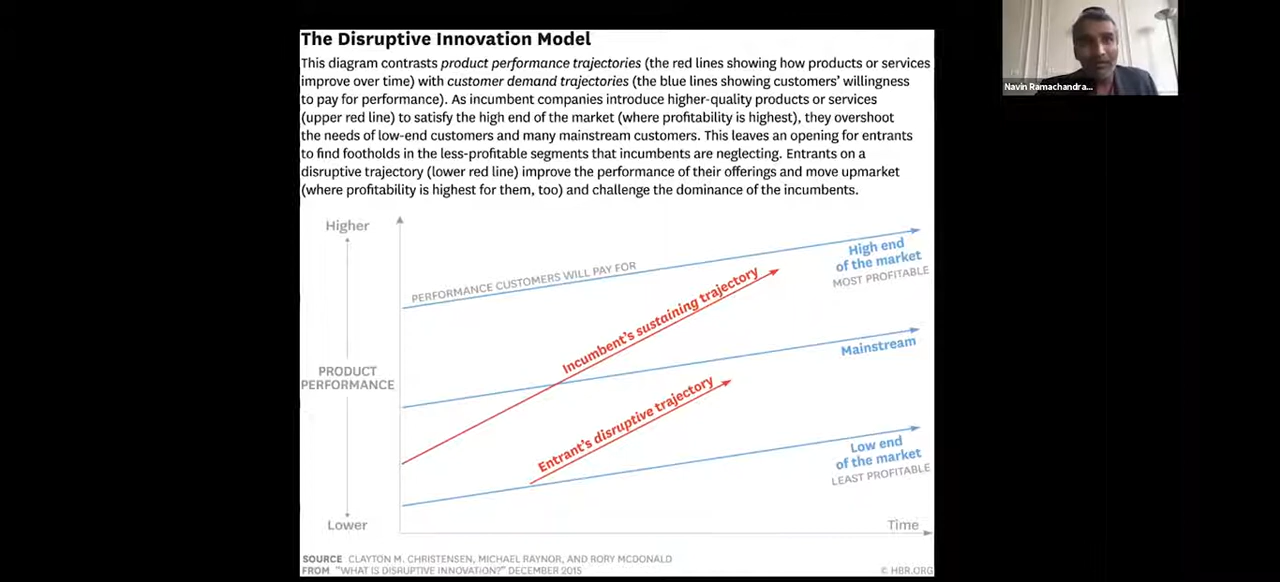 The Disruptive Innovation Model
This diagram contrasts product performance trajectories (the red lines showing how products or services
improve over time) with customer demand trajectories (the blue lines showing customers' willingness
to pay for performance). As incumbent companies introduce higher-quality products or services
(upper red line) to satisfy the high end of the market (where profitability is highest), they overshoot
the needs of low-end customers and many mainstream customers. This leaves an opening for entrants
to find footholds in the less-profitable segments that incumbents are neglecting. Entrants on a
disruptive trajectory (lower red line) improve the performance of their offerings and move upmarket
(where profitability is highest for them, too) and challenge the dominance of the incumbents.
Navin Ramachandra...
Higher
PERFORMANCE CUSTOMERS WILL PAY FOR
High end
of the market
MOST PROFITABLE
Incumbent's sustaining trajectory
Mainstream
PRODUCT
PERFORMANCE
Entrant's disruptive trajectory
Low end
of the market
LEAST PROFITABLE
Lower
Time
SOURCE CLAYTON M. CHRISTENSEN, MICHAEL RAYNOR, AND RORY MCDONALD
FROM "WHAT IS DISRUPTIVE INNOVATION?" DECEMBER 2015
© HBR.ORG